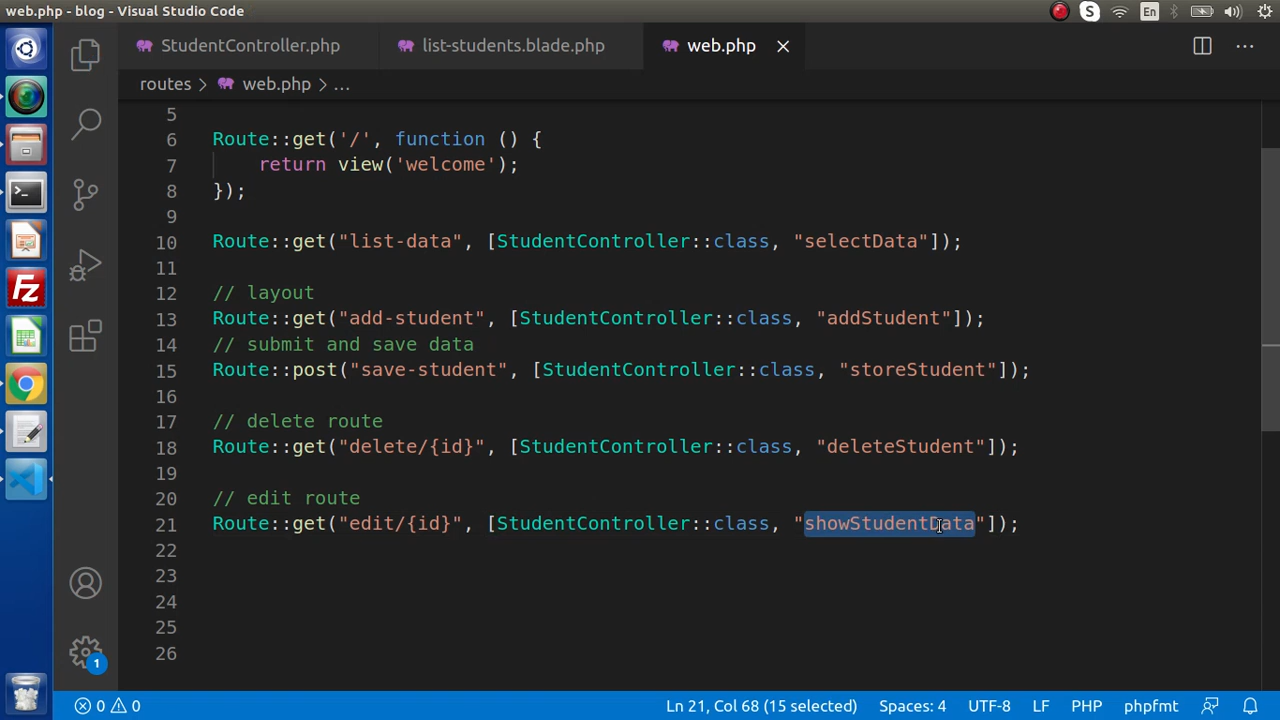 web.php - blog - Visual Studio Code
S
En
StudentController.php
list-students.blade.php
web.php
routes > web.php > ...
5
6 Route::get('/', function () {
7 return view('welcome');
8 });
9
10 Route::get("list-data", [StudentController::class, "selectData"]);
11
12 // layout
13 Route::get("add-student", [StudentController::class, "addStudent"]);
14 // submit and save data
15 Route::post("save-student", [StudentController::class, "storeStudent"]);
16
17 // delete route
18 Route::get("delete/{id}", [StudentController::class, "deleteStudent"]);
19
20 // edit route
21 Route::get("edit/{id}", [StudentController::class, "showStudentData"]);
22
23
24
25
26
Fz
1
0 0 Ln 21, Col 68 (15 selected) Spaces: 4 UTF-8 LF PHP phpfmt